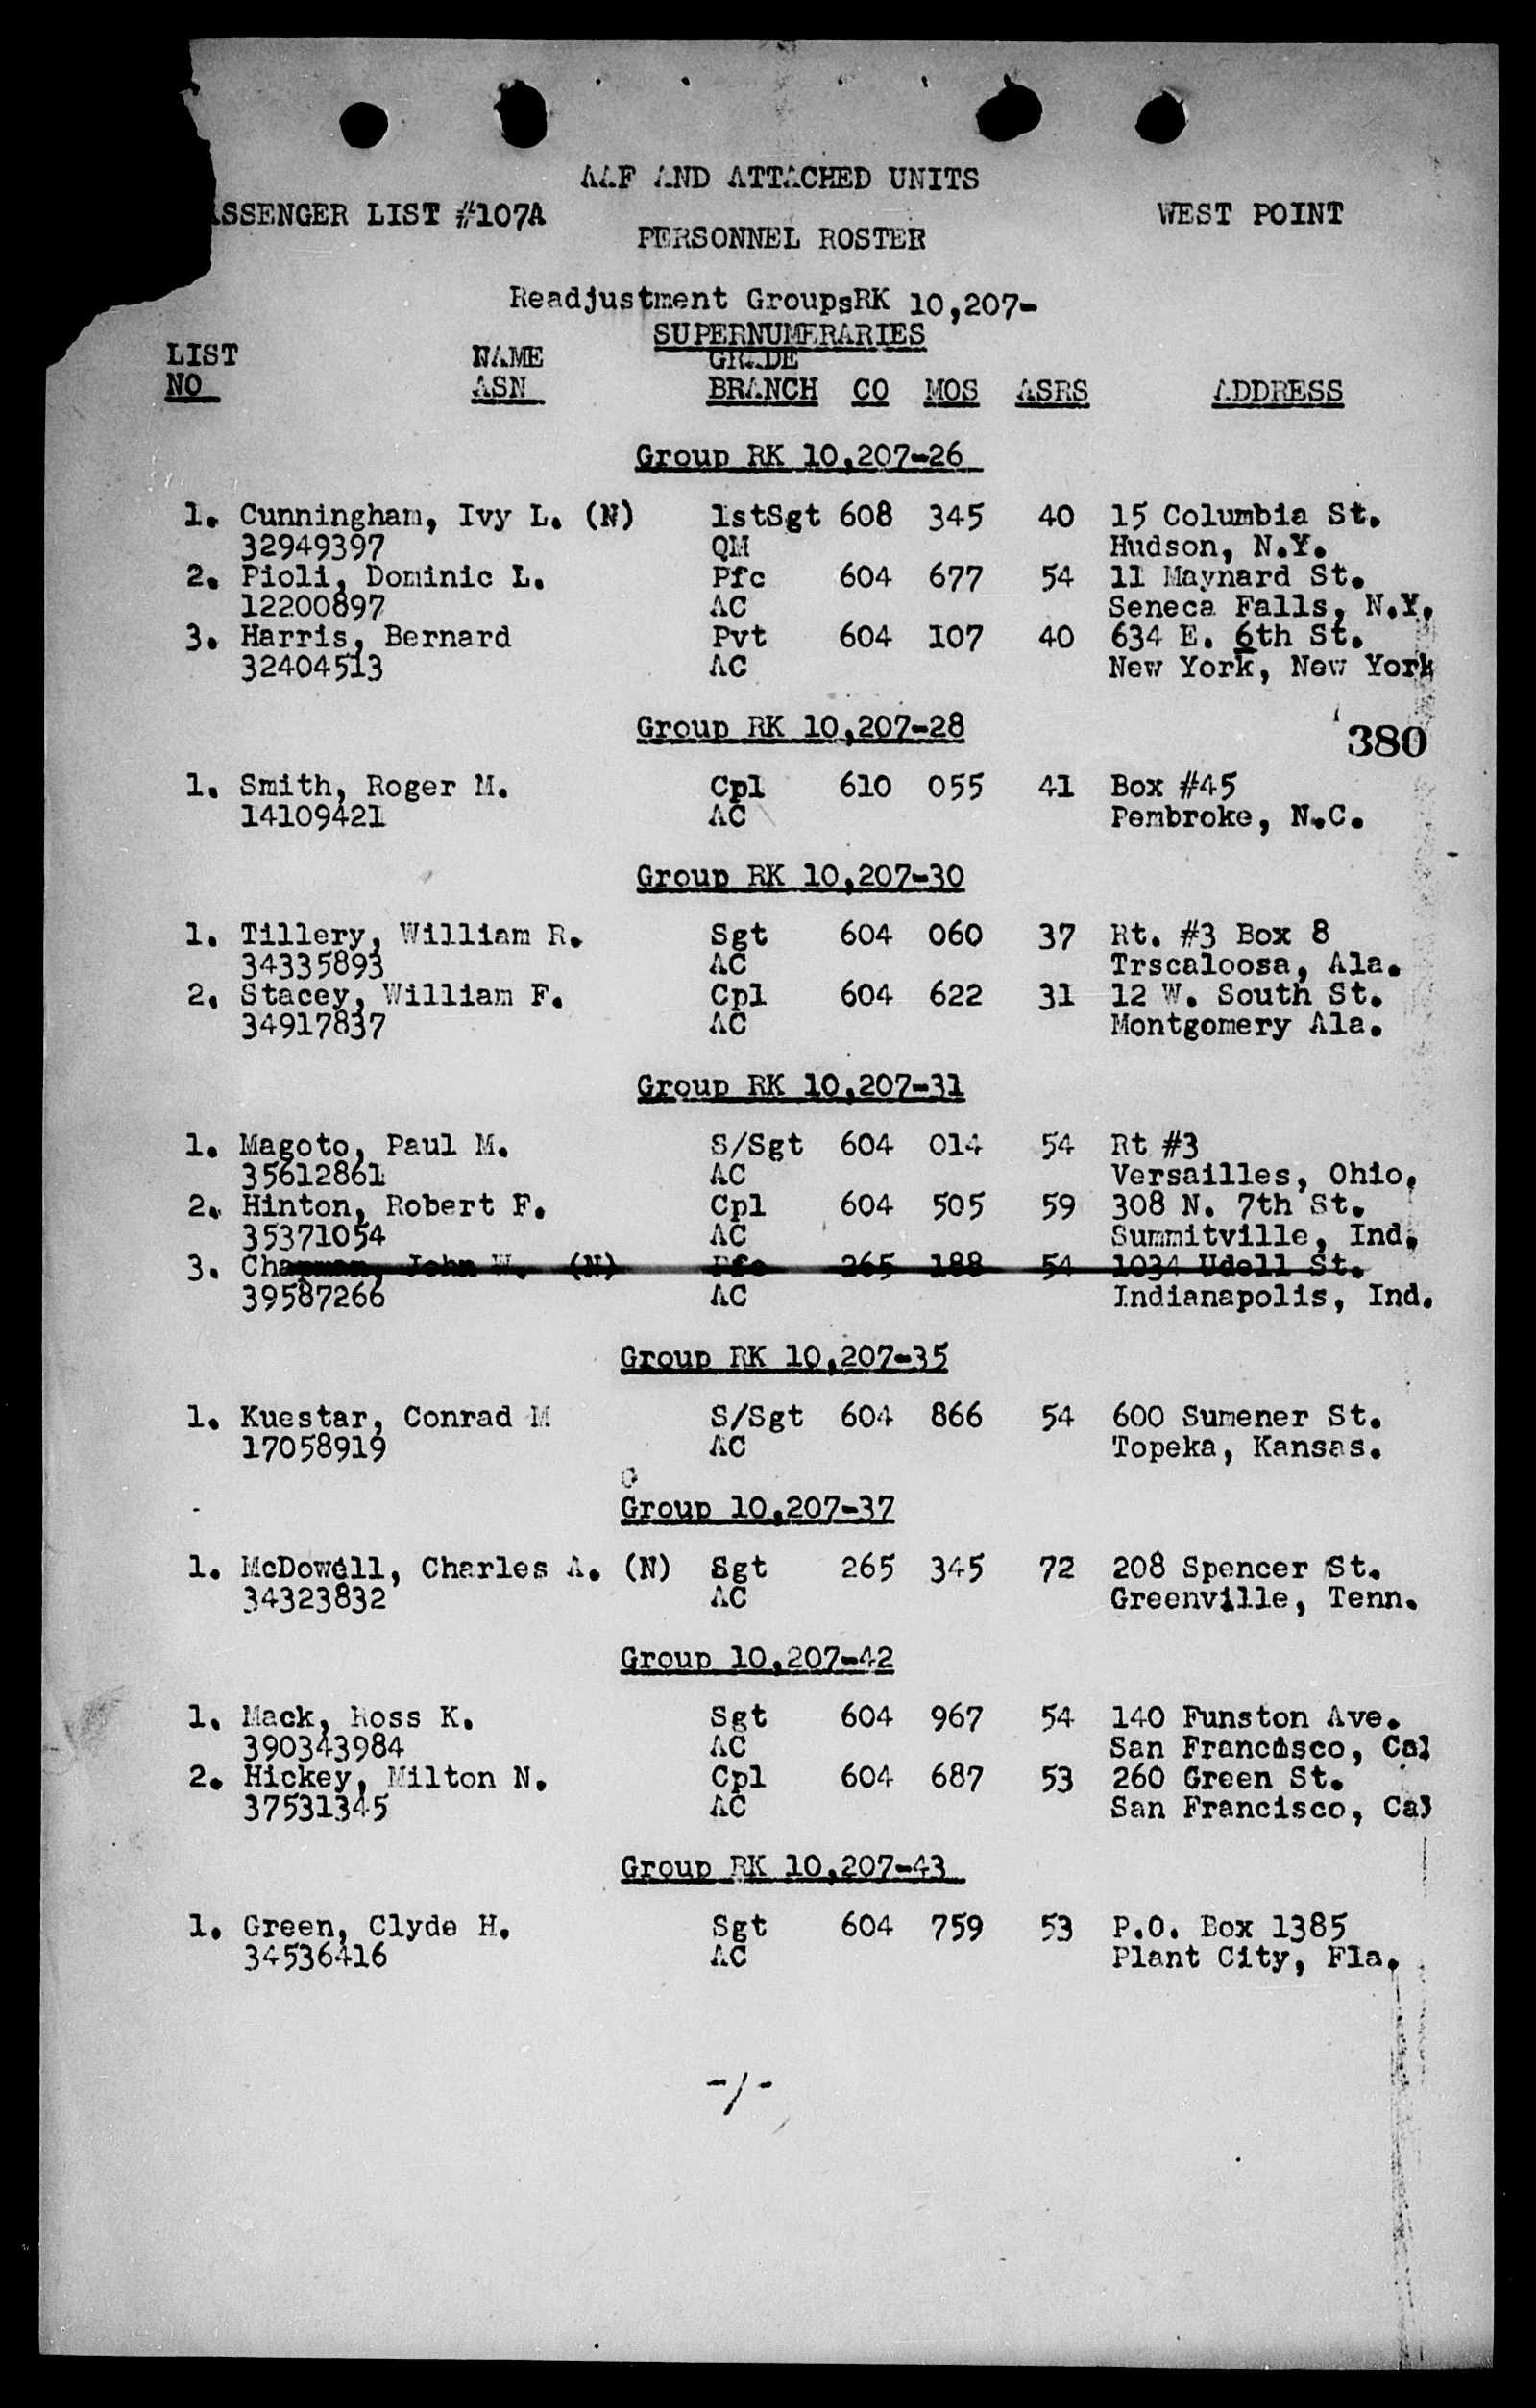 AAF AND ATTACHED UNITS
ASSENGER LIST #107A WEST POINT
PERSONNEL ROSTER
Readjustment GroupsRK 10,207-
SUPERNUMERARIES
LIST NAME GRADE
NO ASN BRANCH CO MOS ASRS ADDRESS
Group RK 10,207-26
1. Cunningham, Ivy L. (N) 1stSgt 608 345 40 15 Columbia St.
32949397 QM Hudson, N.Y.
2. Pioli, Dominic L. Pfc 604 677 54 11 Maynard St.
12200897 AC Seneca Falls, N.Y.
3. Harris, Bernard Pvt 604 107 40 634 E. 6th St.
32404513 AC New York, New York
Group RK 10,207-28
380
1. Smith, Roger M. Cpl 610 055 41 Box #45
14109421 AC Pembroke, N.C.
Group RK 10,207-30
1. Tillery, William R. Sgt 604 060 37 Rt. #3 Box 8
34335893 AC Trscaloosa, Ala.
2. Stacey, William F. Cpl 604 622 31 12 W. South St.
34917837 AC Montgomery Ala.
Group RK 10,207-31
1. Magoto, Paul M. S/Sgt 604 014 54 Rt #3
35612861 AC Versailles, Ohio.
2. Hinton, Robert F. Cpl 604 505 59 308 N. 7th St.
35371054 AC Summitville, Ind.
3. Chapman, John W. (N) Pfc 265 188 54 1034 Udell St.
39587266 AC Indianapolis, Ind.
Group RK 10,207-35
1. Kuestar, Conrad M S/Sgt 604 866 54 600 Sumener St.
17058919 AC Topeka, Kansas.
G
Group 10,207-37
1. McDowell, Charles A. (N) Sgt 265 345 72 208 Spencer St.
34323832 AC Greenville, Tenn.
Group 10,207-42
1. Mack, Ross K. Sgt 604 967 54 140 Funston Ave.
390343984 AC San Francisco, Cal
2. Hickey, Milton N. Cpl 604 687 53 260 Green St.
37531345 AC San Francisco, Cal
Group RK 10,207-43
1. Green, Clyde H. Sgt 604 759 53 P.O. Box 1385
34536416 AC Plant City, Fla.
-1-